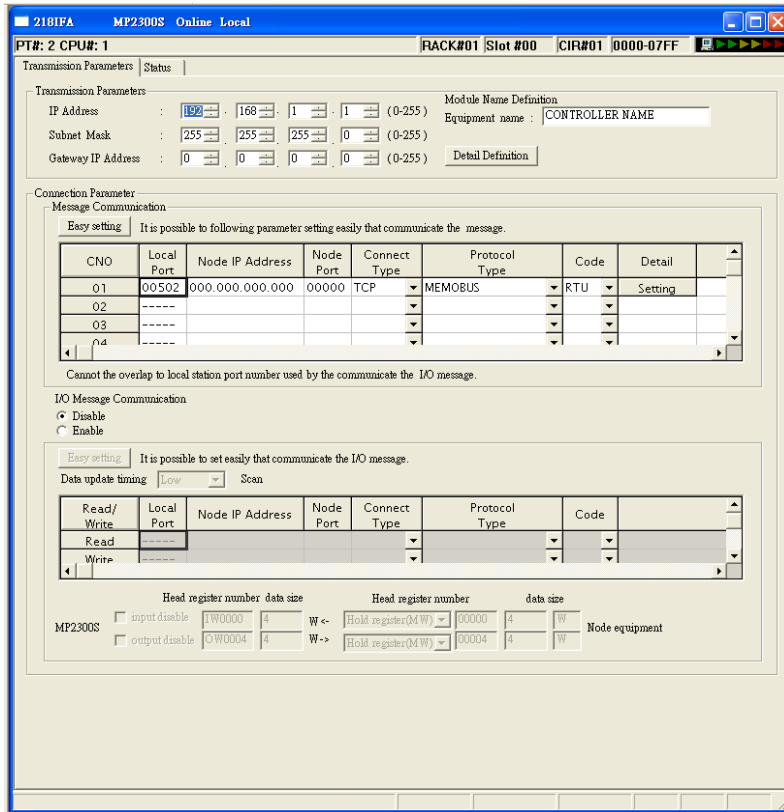 218IFA MP2300S Online Local
PT#: 2 CPU#: 1 RACK#01 Slot #00 CIR#01 0000-07FF
Transmission Parameters Status
Transmission Parameters
IP Address : 192 . 168 . 1 . 1 (0-255)
Module Name Definition
Equipment name : CONTROLLER NAME
Subnet Mask : 255 . 255 . 255 . 0 (0-255)
Gateway IP Address : 0 . 0 . 0 . 0 (0-255)
Detail Definition
Connection Parameter
Message Communication
Easy setting It is possible to following parameter setting easily that communicate the message.
CNO Local Port Node IP Address Node Port Connect Type Protocol Type Code Detail
01 00502 000.000.000.000 00000 TCP MEMOBUS RTU Setting
02 -----
03 -----
04 -----
Cannot the overlap to local station port number used by the communicate the I/O message.
I/O Message Communication
Disable
Enable
Easy setting It is possible to set easily that communicate the I/O message.
Data update timing Low Scan
Read/Write Local Port Node IP Address Node Port Connect Type Protocol Type Code
Read -----
Write -----
Head register number data size Head register number data size
MP2300S
input disable IW0000 4 W <- Hold register(MW) 00000 4 W
output disable OW0004 4 W -> Hold register(MW) 00004 4 W
Node equipment